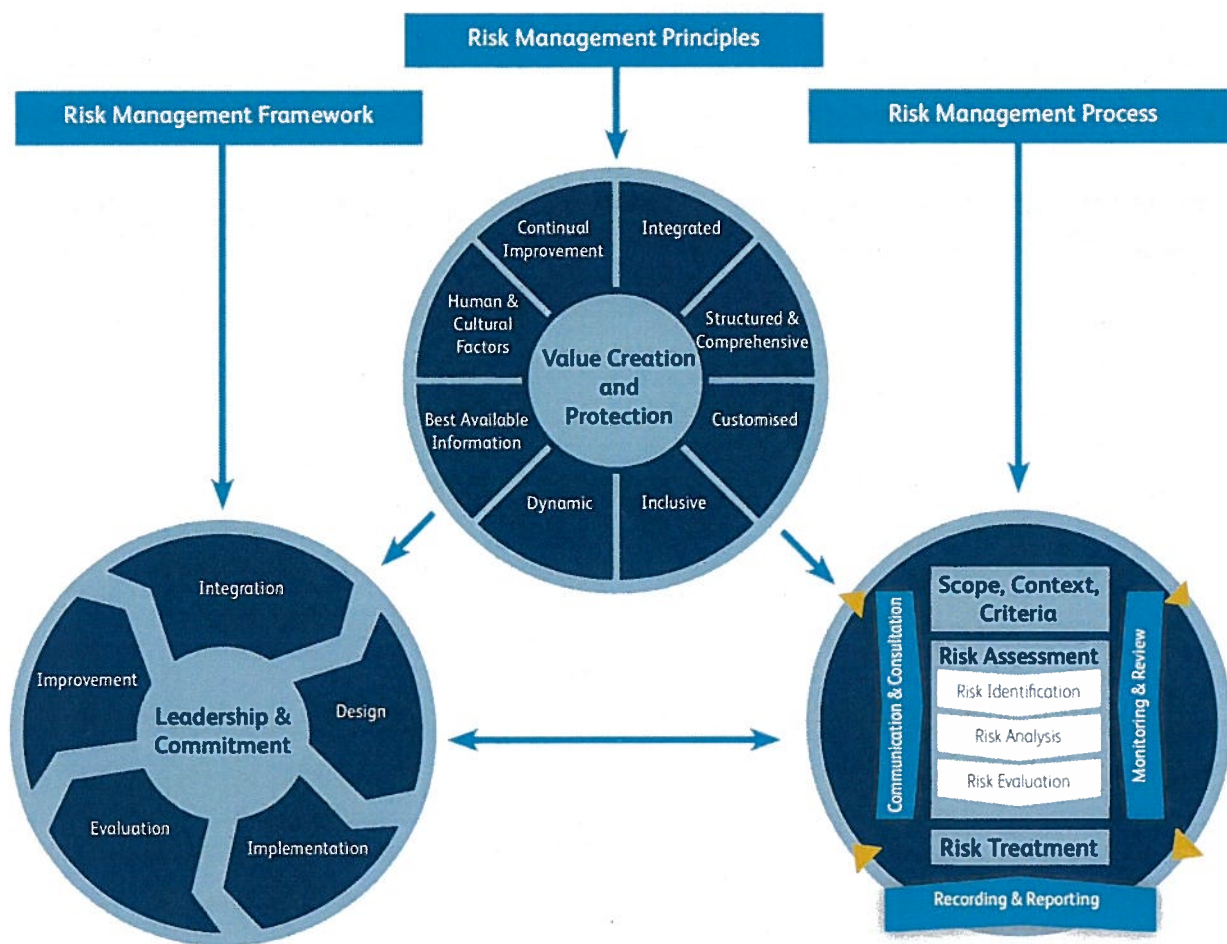 Risk Management Principles
Risk Management Framework
Risk Management Process
Continual
Improvement
Integrated
Human &
Cultural
Factors
Structured &
Comprehensive
Value Creation
and
Protection
Best Available
Information
Customised
Dynamic
Inclusive
Integration
Improvement
Design
Leadership &
Commitment
Evaluation
Implementation
Scope, Context,
Criteria
Communication & Consultation
Risk Assessment
Risk Identification
Risk Analysis
Risk Evaluation
Monitoring & Review
Risk Treatment
Recording & Reporting